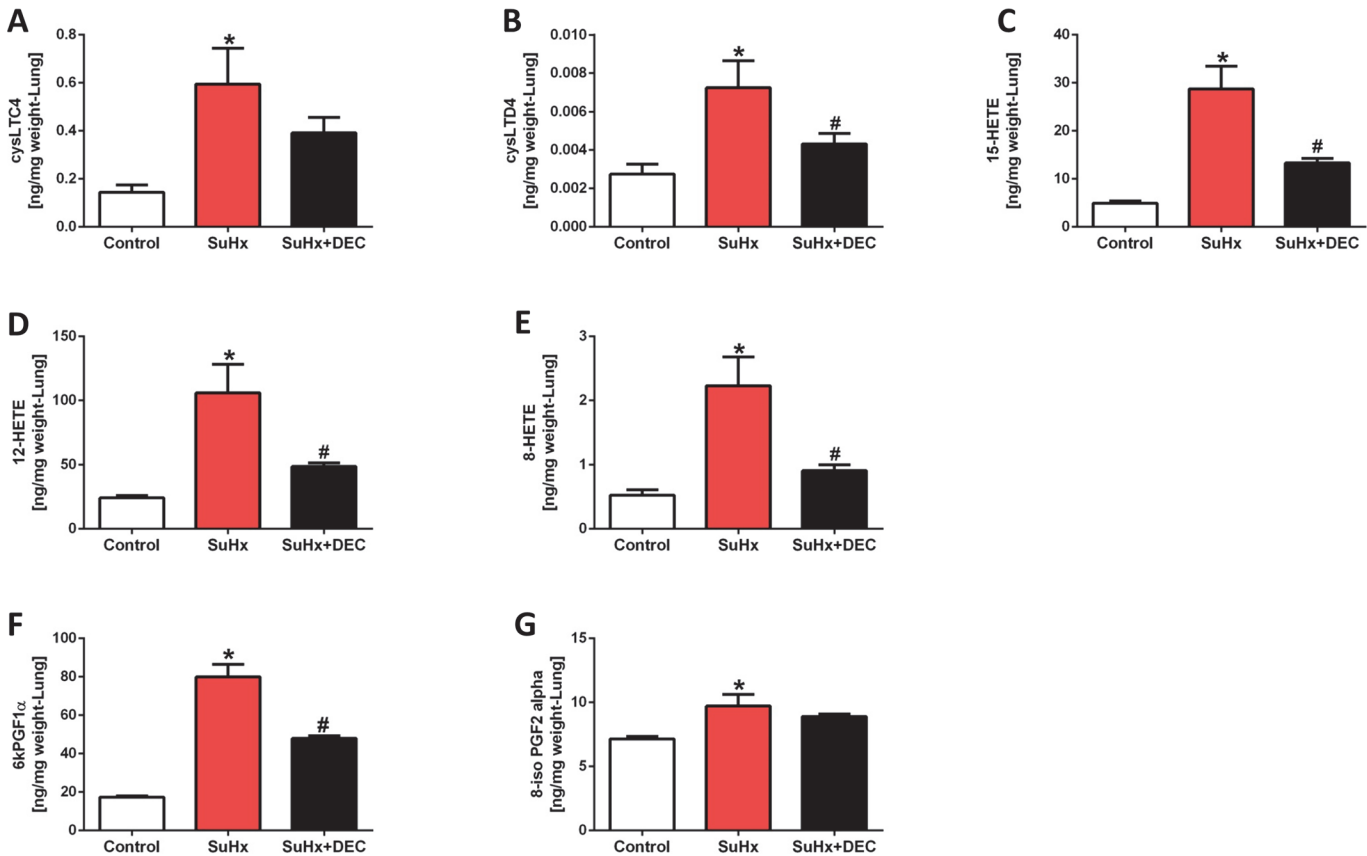 A
cysLTC4
[ng/mg weight-Lung]
0.8
0.6
0.4
0.2
0.0
*
Control
SuHx
SuHx+DEC
B
cysLTD4
[ng/mg weight-Lung]
0.010
0.008
0.006
0.004
0.002
0.000
*
#
Control
SuHx
SuHx+DEC
C
15-HETE
[ng/mg weight-Lung]
40
30
20
10
0
*
#
Control
SuHx
SuHx+DEC
D
12-HETE
[ng/mg weight-Lung]
150
100
50
0
*
#
Control
SuHx
SuHx+DEC
E
8-HETE
[ng/mg weight-Lung]
3
2
1
0
*
#
Control
SuHx
SuHx+DEC
F
6kPGF1α
[ng/mg weight-Lung]
100
80
60
40
20
0
*
#
Control
SuHx
SuHx+DEC
G
8-iso PGF2 alpha
[ng/mg weight-Lung]
15
10
5
0
*
Control
SuHx
SuHx+DEC